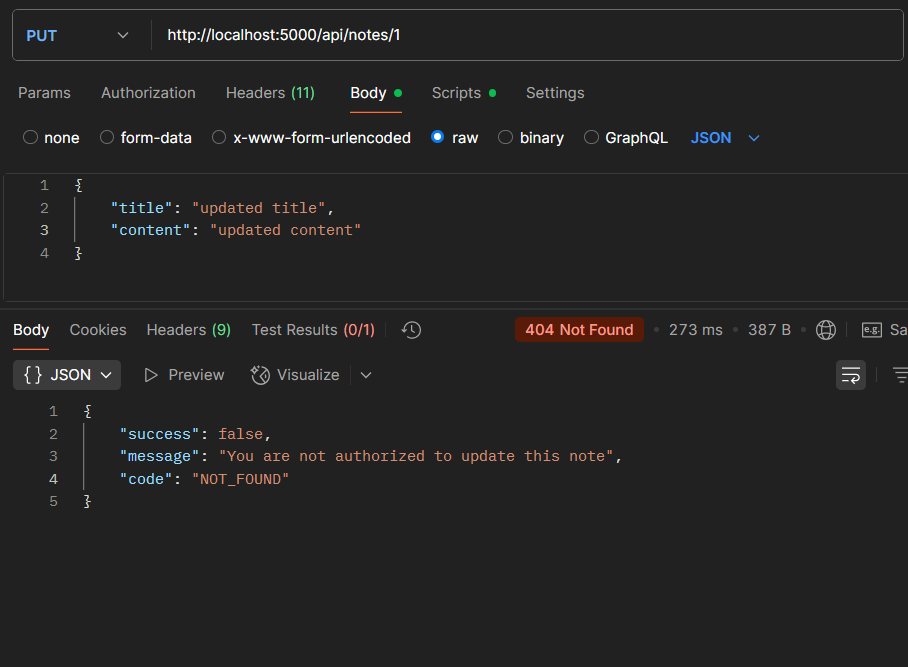 PUT http://localhost:5000/api/notes/1
Params Authorization Headers (11) Body Scripts Settings
none form-data x-www-form-urlencoded raw binary GraphQL JSON
1 {
2 "title": "updated title",
3 "content": "updated content"
4 }
Body Cookies Headers (9) Test Results (0/1) 404 Not Found 273 ms 387 B e.g. Sa
{} JSON Preview Visualize
1 {
2 "success": false,
3 "message": "You are not authorized to update this note",
4 "code": "NOT_FOUND"
5 }